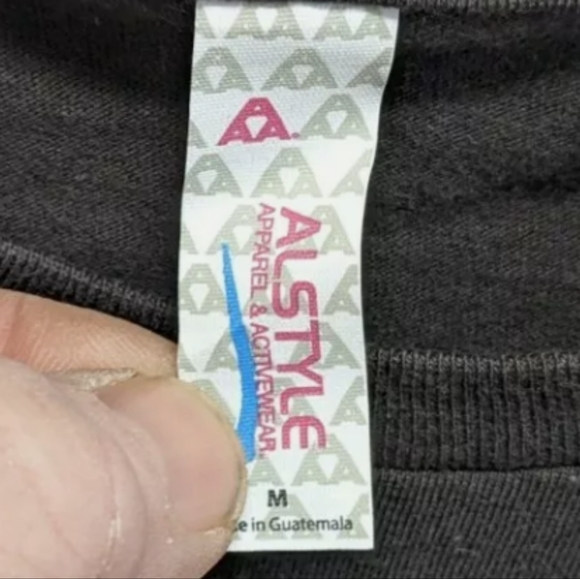 AA.
ALSTYLE
APPAREL & ACTIVEWEAR.
M
e in Guatemala